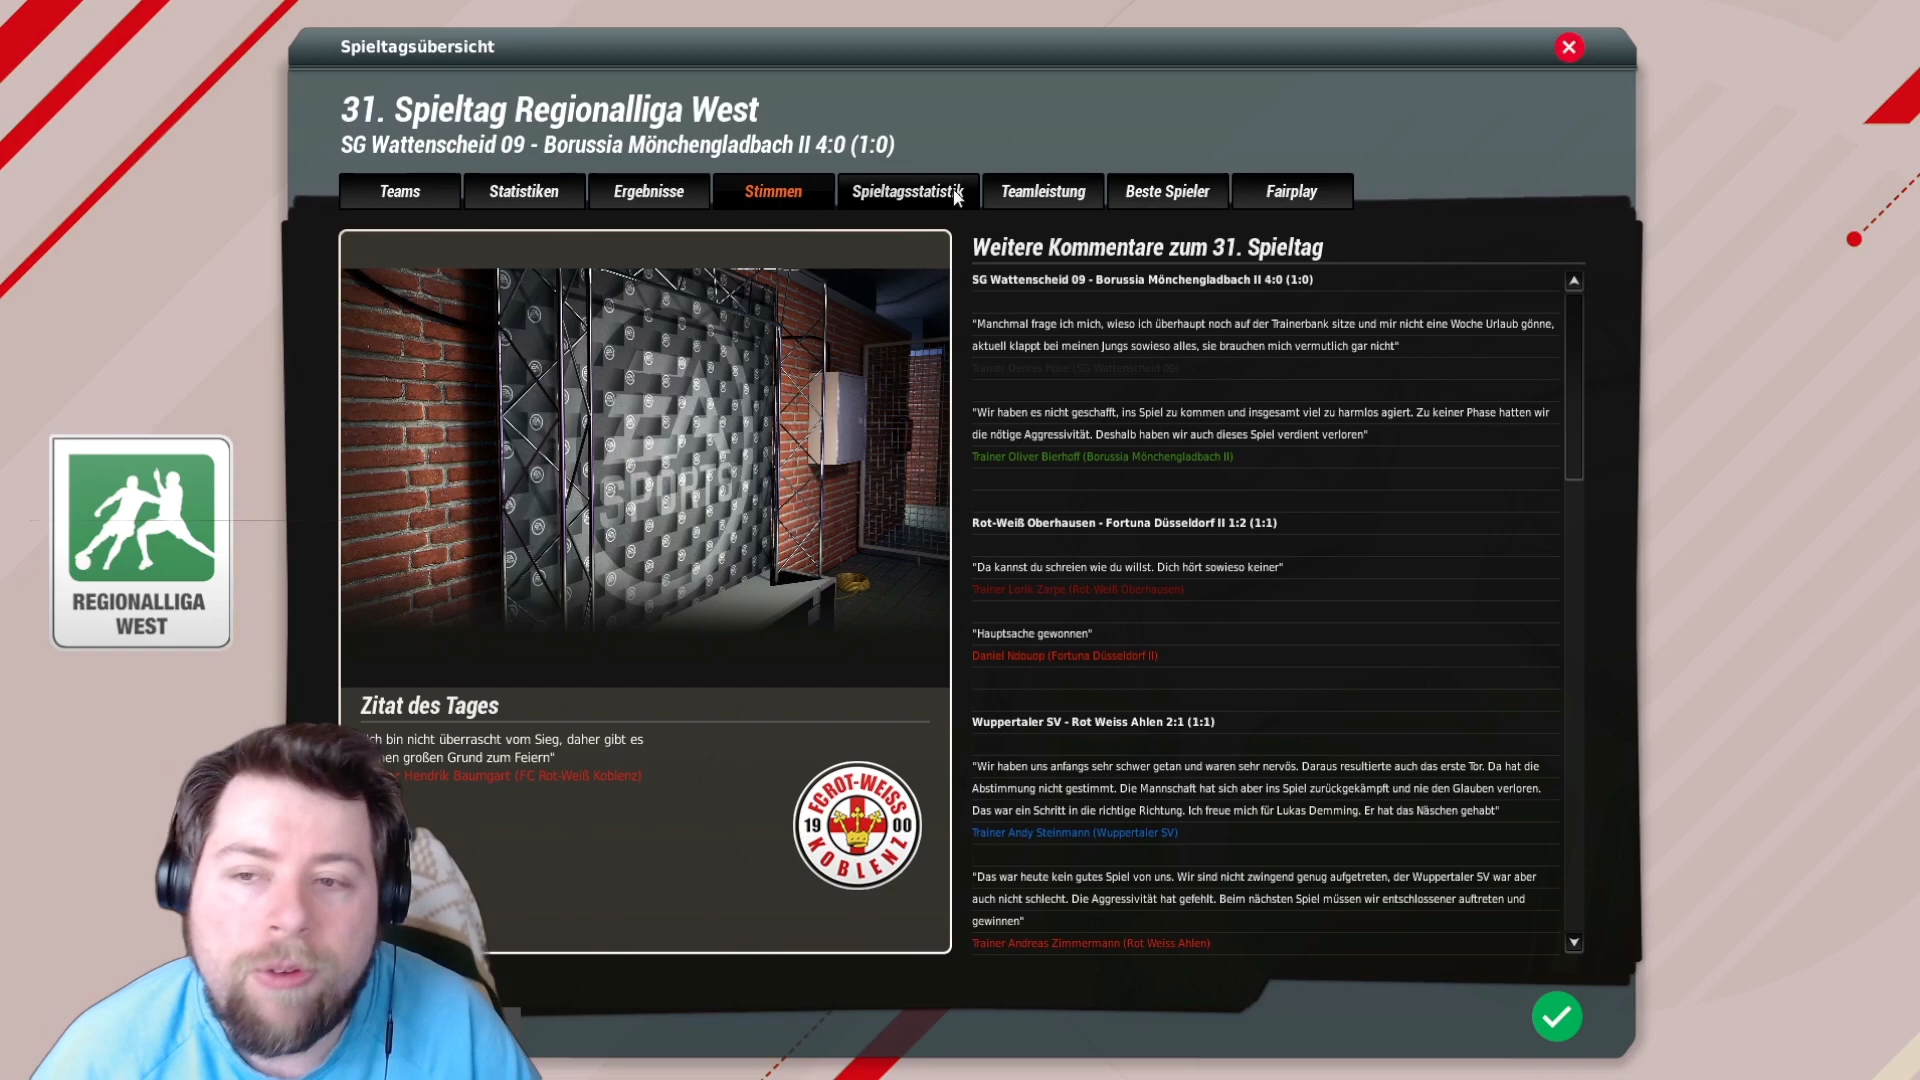 Spieltagsübersicht
31. Spieltag Regionalliga West
SG Wattenscheid 09 - Borussia Mönchengladbach II 4:0 (1:0)
Teams
Statistiken
Ergebnisse
Stimmen
Spieltagsstatistik
Teamleistung
Beste Spieler
Fairplay
EA
SPORTS
REGIONALLIGA
WEST
Zitat des Tages
ch bin nicht überrascht vom Sieg, daher gibt es
en großen Grund zum Feiern"
Hendrik Baumgart (FC Rot-Weiß Koblenz)
FC ROT-WEISS
19 00
KOBLENZ
Weitere Kommentare zum 31. Spieltag
SG Wattenscheid 09 - Borussia Mönchengladbach II 4:0 (1:0)
"Manchmal frage ich mich, wieso ich überhaupt noch auf der Trainerbank sitze und mir nicht eine Woche Urlaub gönne,
aktuell klappt bei meinen Jungs sowieso alles, sie brauchen mich vermutlich gar nicht"
Trainer Dennis (SG Wattenscheid 09)
"Wir haben es nicht geschafft, ins Spiel zu kommen und insgesamt viel zu harmlos agiert. Zu keiner Phase hatten wir
die nötige Aggressivität. Deshalb haben wir auch dieses Spiel verdient verloren"
Trainer Oliver Bierhoff (Borussia Mönchengladbach II)
Rot-Weiß Oberhausen - Fortuna Düsseldorf II 1:2 (1:1)
"Da kannst du schreien wie du willst. Dich hört sowieso keiner"
Trainer Lorik Zarpe (Rot-Weiß Oberhausen)
"Hauptsache gewonnen"
Daniel Ndouop (Fortuna Düsseldorf II)
Wuppertaler SV - Rot Weiss Ahlen 2:1 (1:1)
"Wir haben uns anfangs sehr schwer getan und waren sehr nervös. Daraus resultierte auch das erste Tor. Da hat die
Abstimmung nicht gestimmt. Die Mannschaft hat sich aber ins Spiel zurückgekämpft und nie den Glauben verloren.
Das war ein Schritt in die richtige Richtung. Ich freue mich für Lukas Demming. Er hat das Näschen gehabt"
Trainer Andy Steinmann (Wuppertaler SV)
"Das war heute kein gutes Spiel von uns. Wir sind nicht zwingend genug aufgetreten, der Wuppertaler SV war aber
auch nicht schlecht. Die Aggressivität hat gefehlt. Beim nächsten Spiel müssen wir entschlossener auftreten und
gewinnen"
Trainer Andreas Zimmermann (Rot Weiss Ahlen)